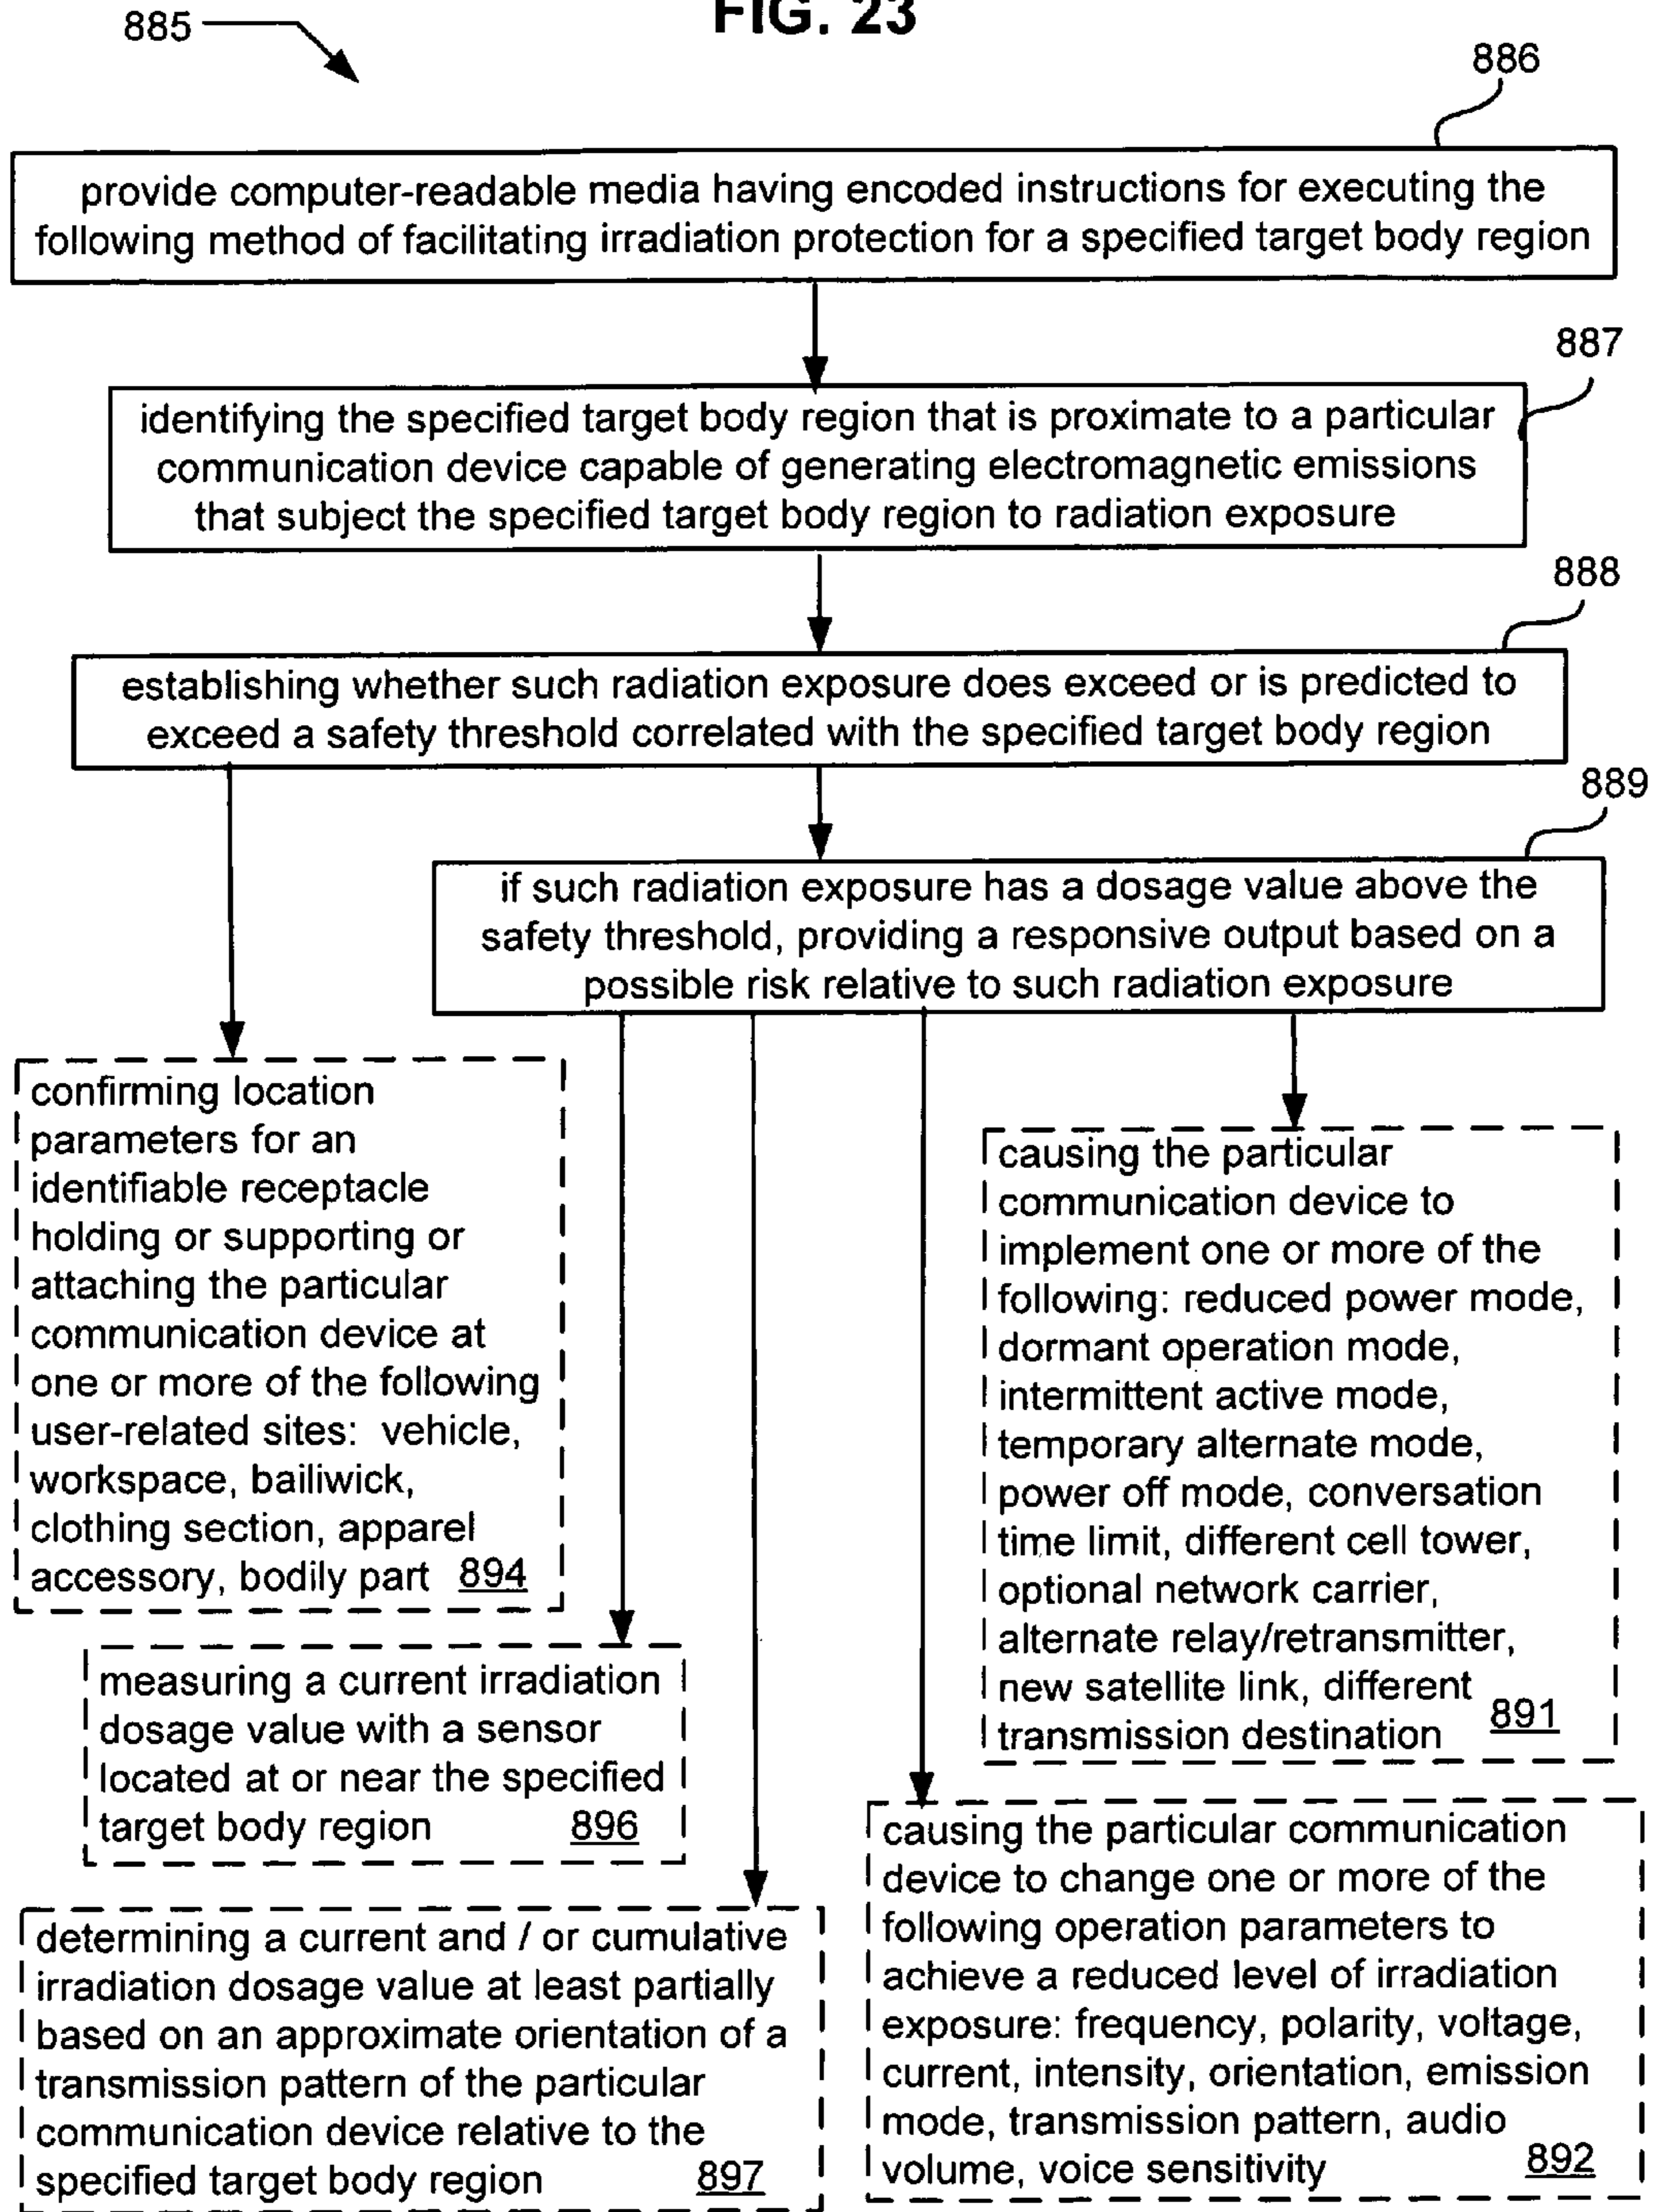 FIG. 23
885
886
provide computer-readable media having encoded instructions for executing the
following method of facilitating irradiation protection for a specified target body region
887
identifying the specified target body region that is proximate to a particular
communication device capable of generating electromagnetic emissions
that subject the specified target body region to radiation exposure
888
establishing whether such radiation exposure does exceed or is predicted to
exceed a safety threshold correlated with the specified target body region
889
if such radiation exposure has a dosage value above the
safety threshold, providing a responsive output based on a
possible risk relative to such radiation exposure
confirming location
parameters for an
identifiable receptacle
holding or supporting or
attaching the particular
communication device at
one or more of the following
user-related sites: vehicle,
workspace, bailiwick,
clothing section, apparel
accessory, bodily part 894
causing the particular
communication device to
implement one or more of the
following: reduced power mode,
dormant operation mode,
intermittent active mode,
temporary alternate mode,
power off mode, conversation
time limit, different cell tower,
optional network carrier,
alternate relay/retransmitter,
new satellite link, different
transmission destination 891
measuring a current irradiation
dosage value with a sensor
located at or near the specified
target body region 896
causing the particular communication
device to change one or more of the
following operation parameters to
achieve a reduced level of irradiation
exposure: frequency, polarity, voltage,
current, intensity, orientation, emission
mode, transmission pattern, audio
volume, voice sensitivity 892
determining a current and / or cumulative
irradiation dosage value at least partially
based on an approximate orientation of a
transmission pattern of the particular
communication device relative to the
specified target body region 897